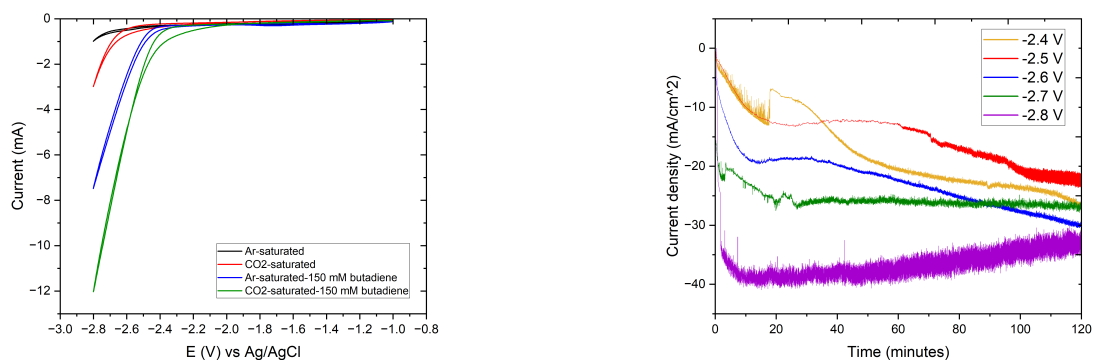 0
−2
−4
−6
−8
−10
−12
−3.0 −2.8 −2.6 −2.4 −2.2 −2.0 −1.8 −1.6 −1.4 −1.2 −1.0 −0.8
Current (mA)
E (V) vs Ag/AgCl
Ar-saturated
CO2-saturated
Ar-saturated-150 mM butadiene
CO2-saturated-150 mM butadiene
0
−10
−20
−30
−40
0 20 40 60 80 100 120
Current density (mA/cm^2)
Time (minutes)
-2.4 V
-2.5 V
-2.6 V
-2.7 V
-2.8 V